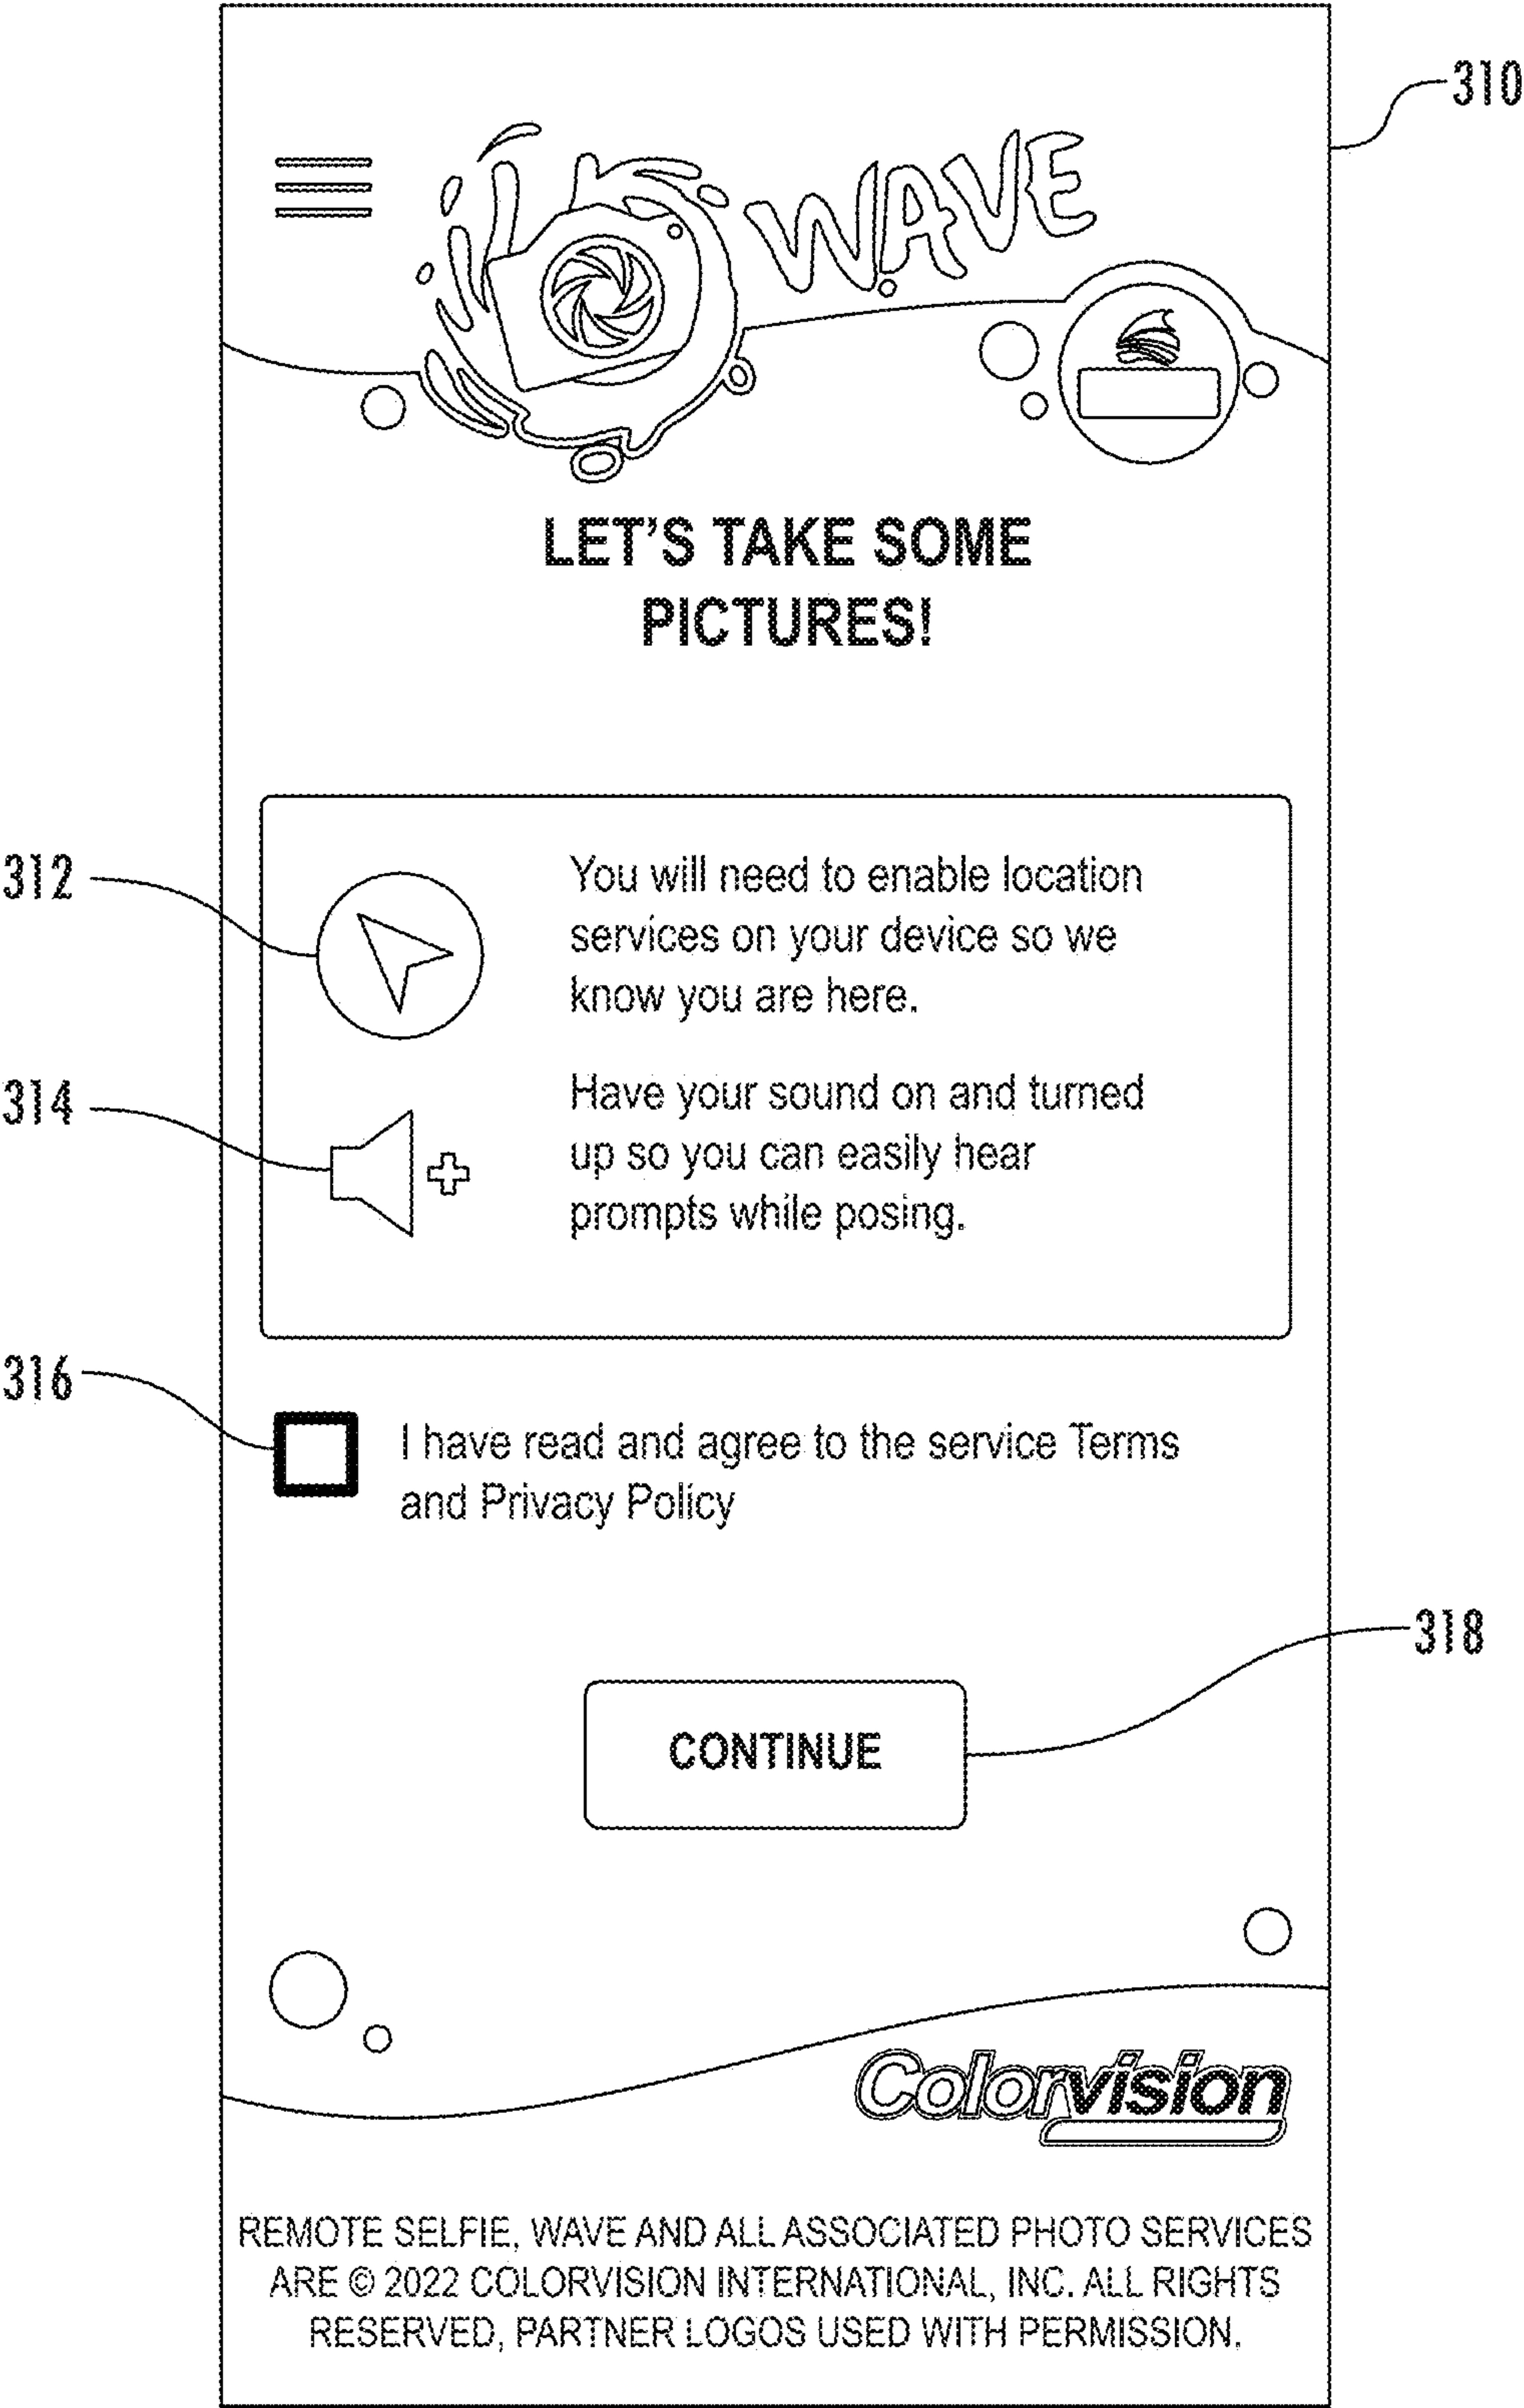 310
WAVE
LET'S TAKE SOME
PICTURES!
312
You will need to enable location
services on your device so we
know you are here.
314
Have your sound on and turned
up so you can easily hear
prompts while posing.
316
I have read and agree to the service Terms
and Privacy Policy
318
CONTINUE
Colorvision
REMOTE SELFIE, WAVE AND ALL ASSOCIATED PHOTO SERVICES
ARE © 2022 COLORVISION INTERNATIONAL, INC. ALL RIGHTS
RESERVED, PARTNER LOGOS USED WITH PERMISSION.